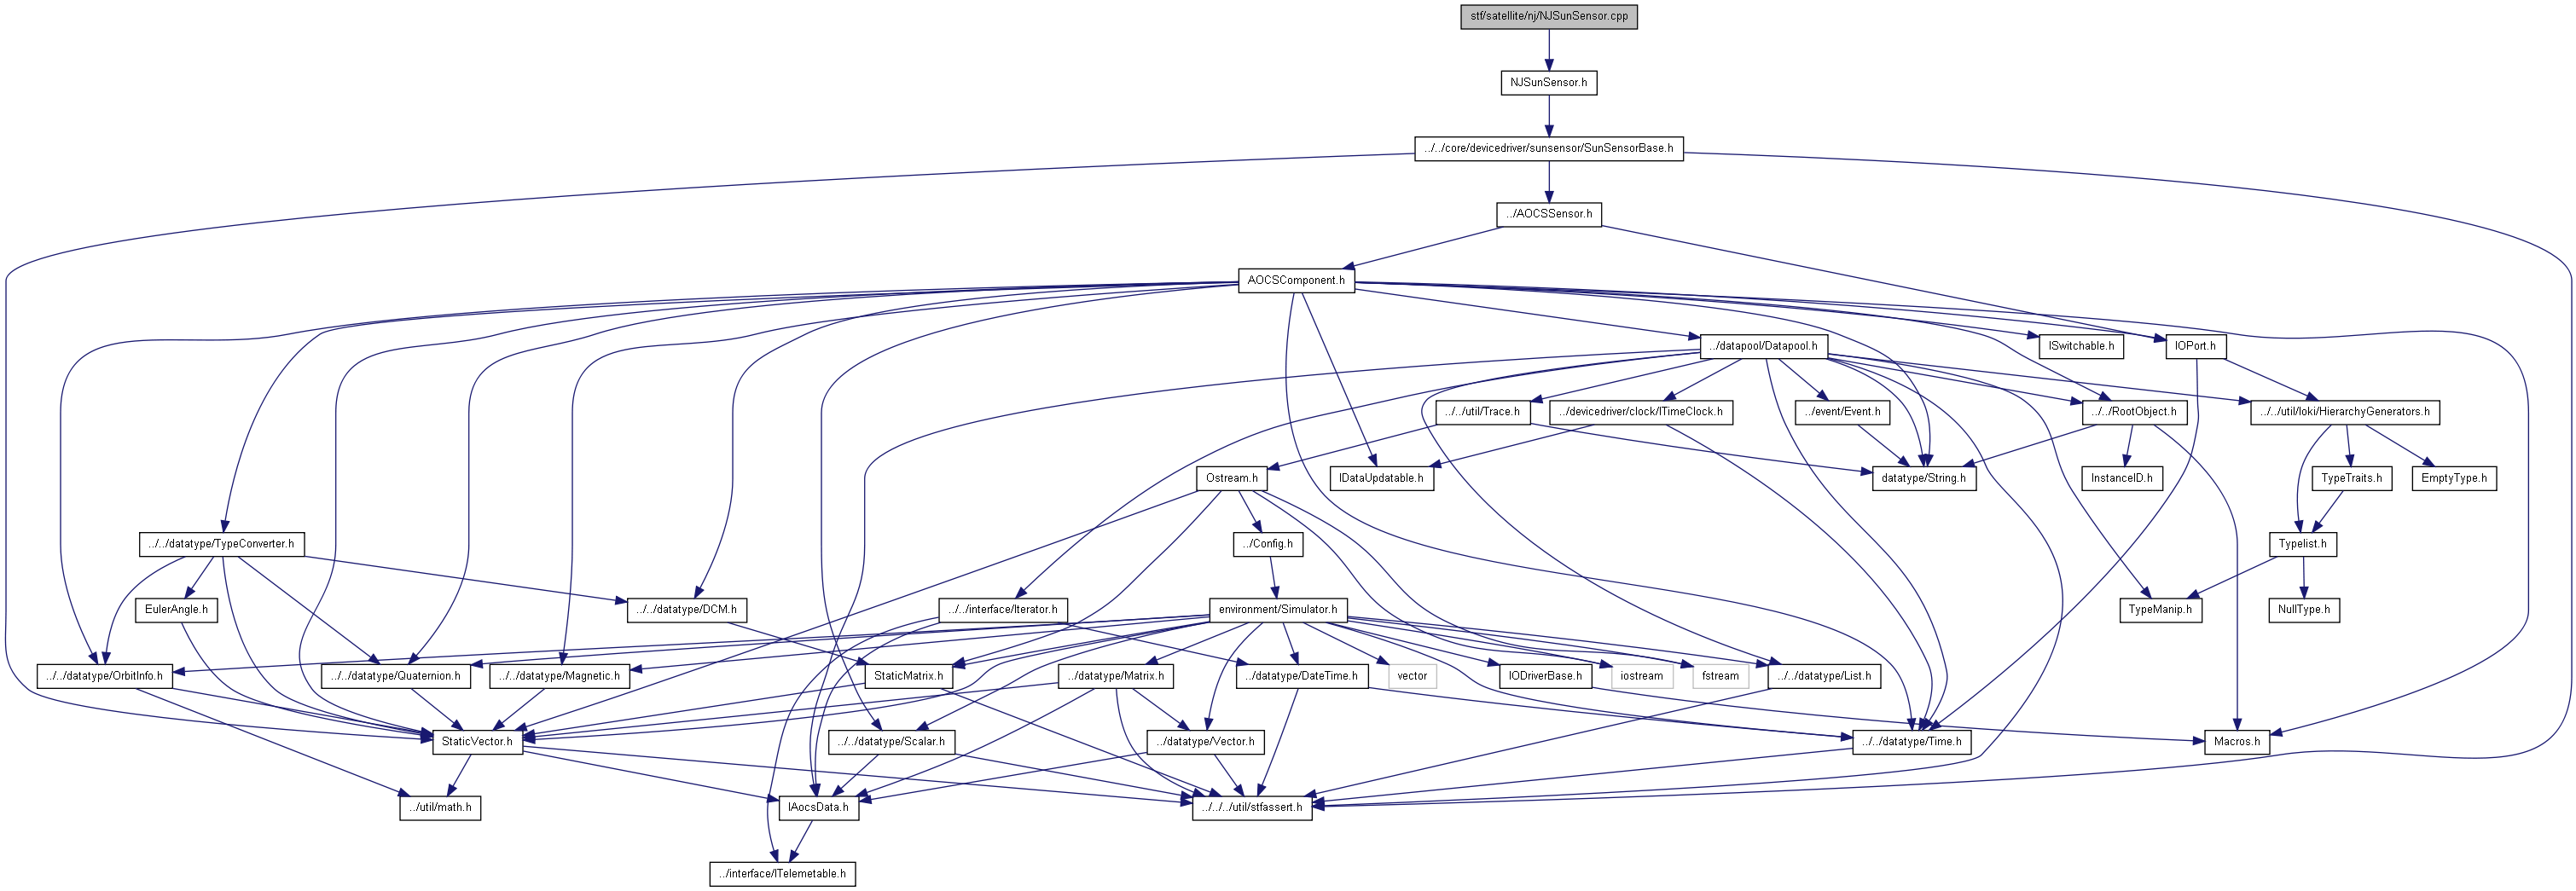 stf/satellite/nj/NJSunSensor.cpp
NJSunSensor.h
../../core/devicedriver/sunsensor/SunSensorBase.h
../AOCSSensor.h
AOCSComponent.h
../datapool/Datapool.h
ISwitchable.h
IOPort.h
../../util/Trace.h
../devicedriver/clock/ITimeClock.h
../event/Event.h
../../RootObject.h
../../util/loki/HierarchyGenerators.h
Ostream.h
IDataUpdatable.h
datatype/String.h
InstanceID.h
TypeTraits.h
EmptyType.h
../../datatype/TypeConverter.h
../Config.h
Typelist.h
EulerAngle.h
../../datatype/DCM.h
../../interface/Iterator.h
environment/Simulator.h
TypeManip.h
NullType.h
../../datatype/OrbitInfo.h
../../datatype/Quaternion.h
../../datatype/Magnetic.h
StaticMatrix.h
../datatype/Matrix.h
../datatype/DateTime.h
vector
IODriverBase.h
iostream
fstream
../../datatype/List.h
StaticVector.h
../../datatype/Scalar.h
../datatype/Vector.h
../../datatype/Time.h
Macros.h
../util/math.h
IAocsData.h
../../../util/stfassert.h
../interface/ITelemetable.h